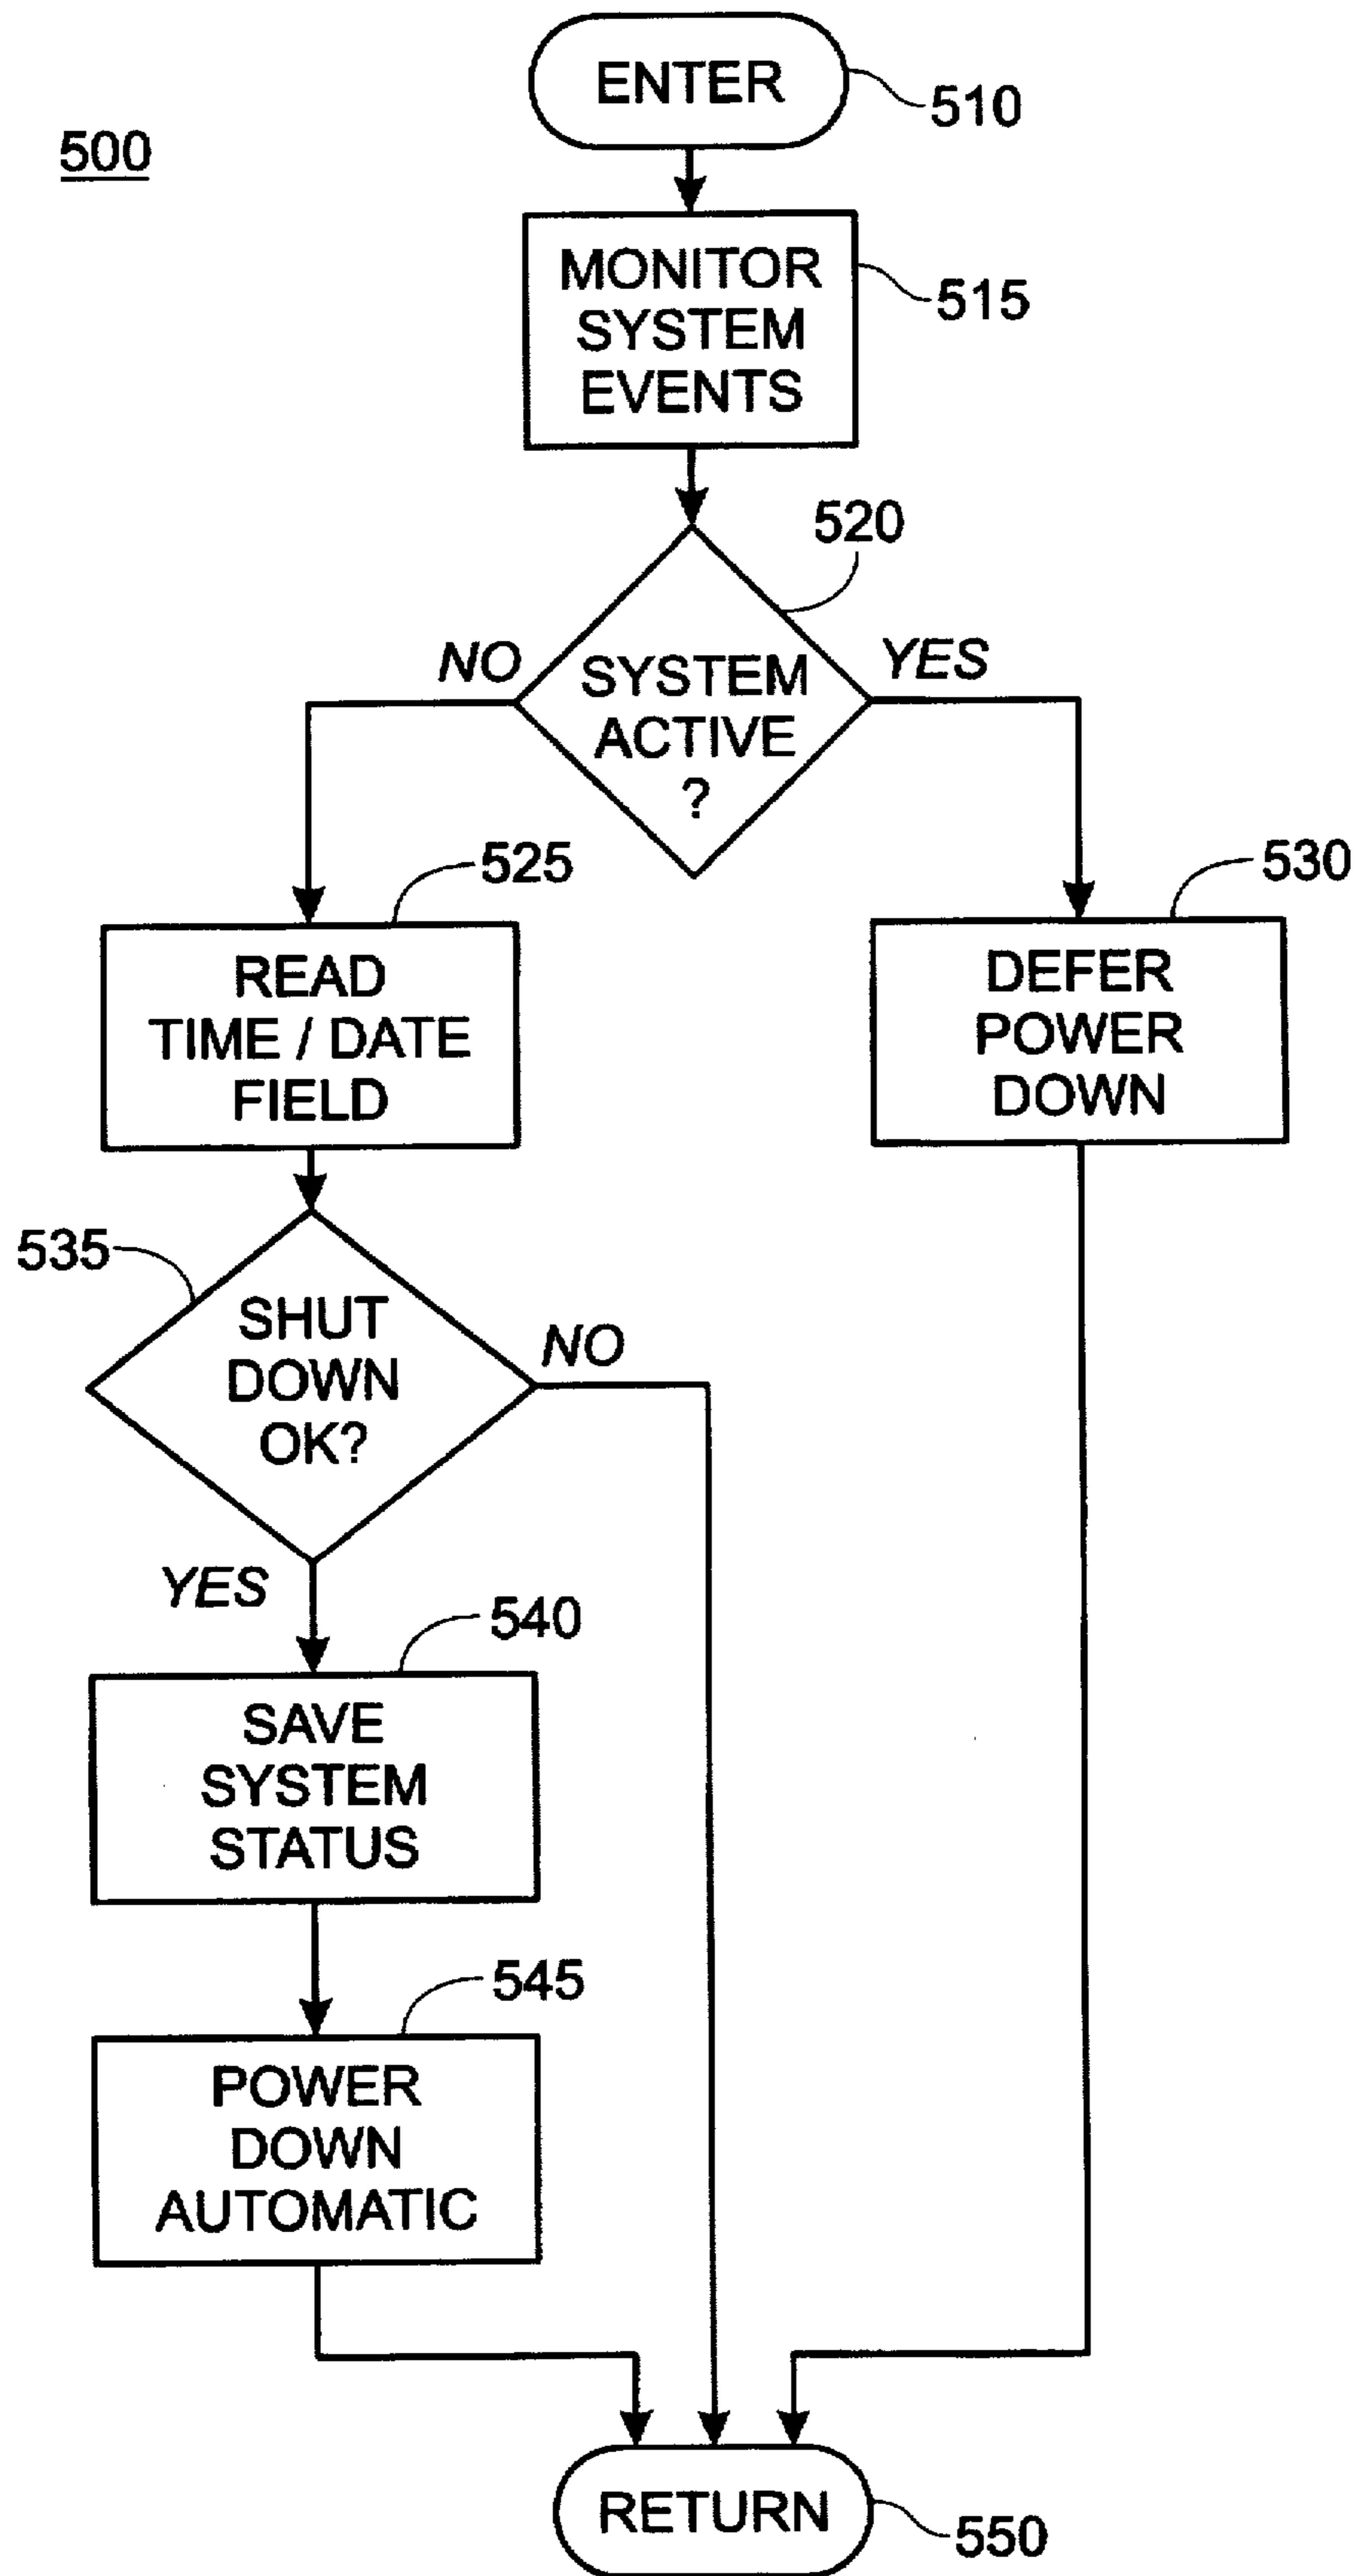 ENTER
510
500
MONITOR
SYSTEM
EVENTS
515
520
NO
YES
SYSTEM
ACTIVE
?
525
530
READ
TIME / DATE
FIELD
DEFER
POWER
DOWN
535
SHUT
DOWN
OK?
NO
YES
540
SAVE
SYSTEM
STATUS
545
POWER
DOWN
AUTOMATIC
RETURN
550